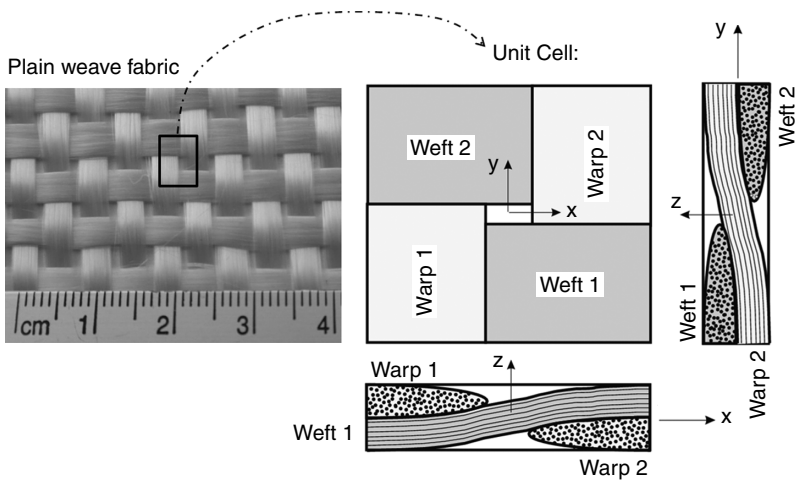 Plain weave fabric
Unit Cell:
Weft 2
Warp 2
y
x
Warp 1
Weft 1
cm 1 2 3 4
y
Weft 2
z
Weft 1
Warp 2
Warp 1
z
Weft 1
x
Warp 2